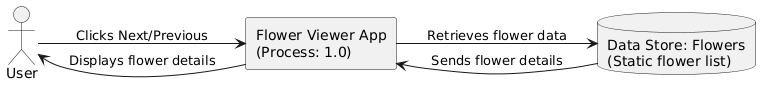 User
Clicks Next/Previous
Displays flower details
Flower Viewer App
(Process: 1.0)
Retrieves flower data
Sends flower details
Data Store: Flowers
(Static flower list)